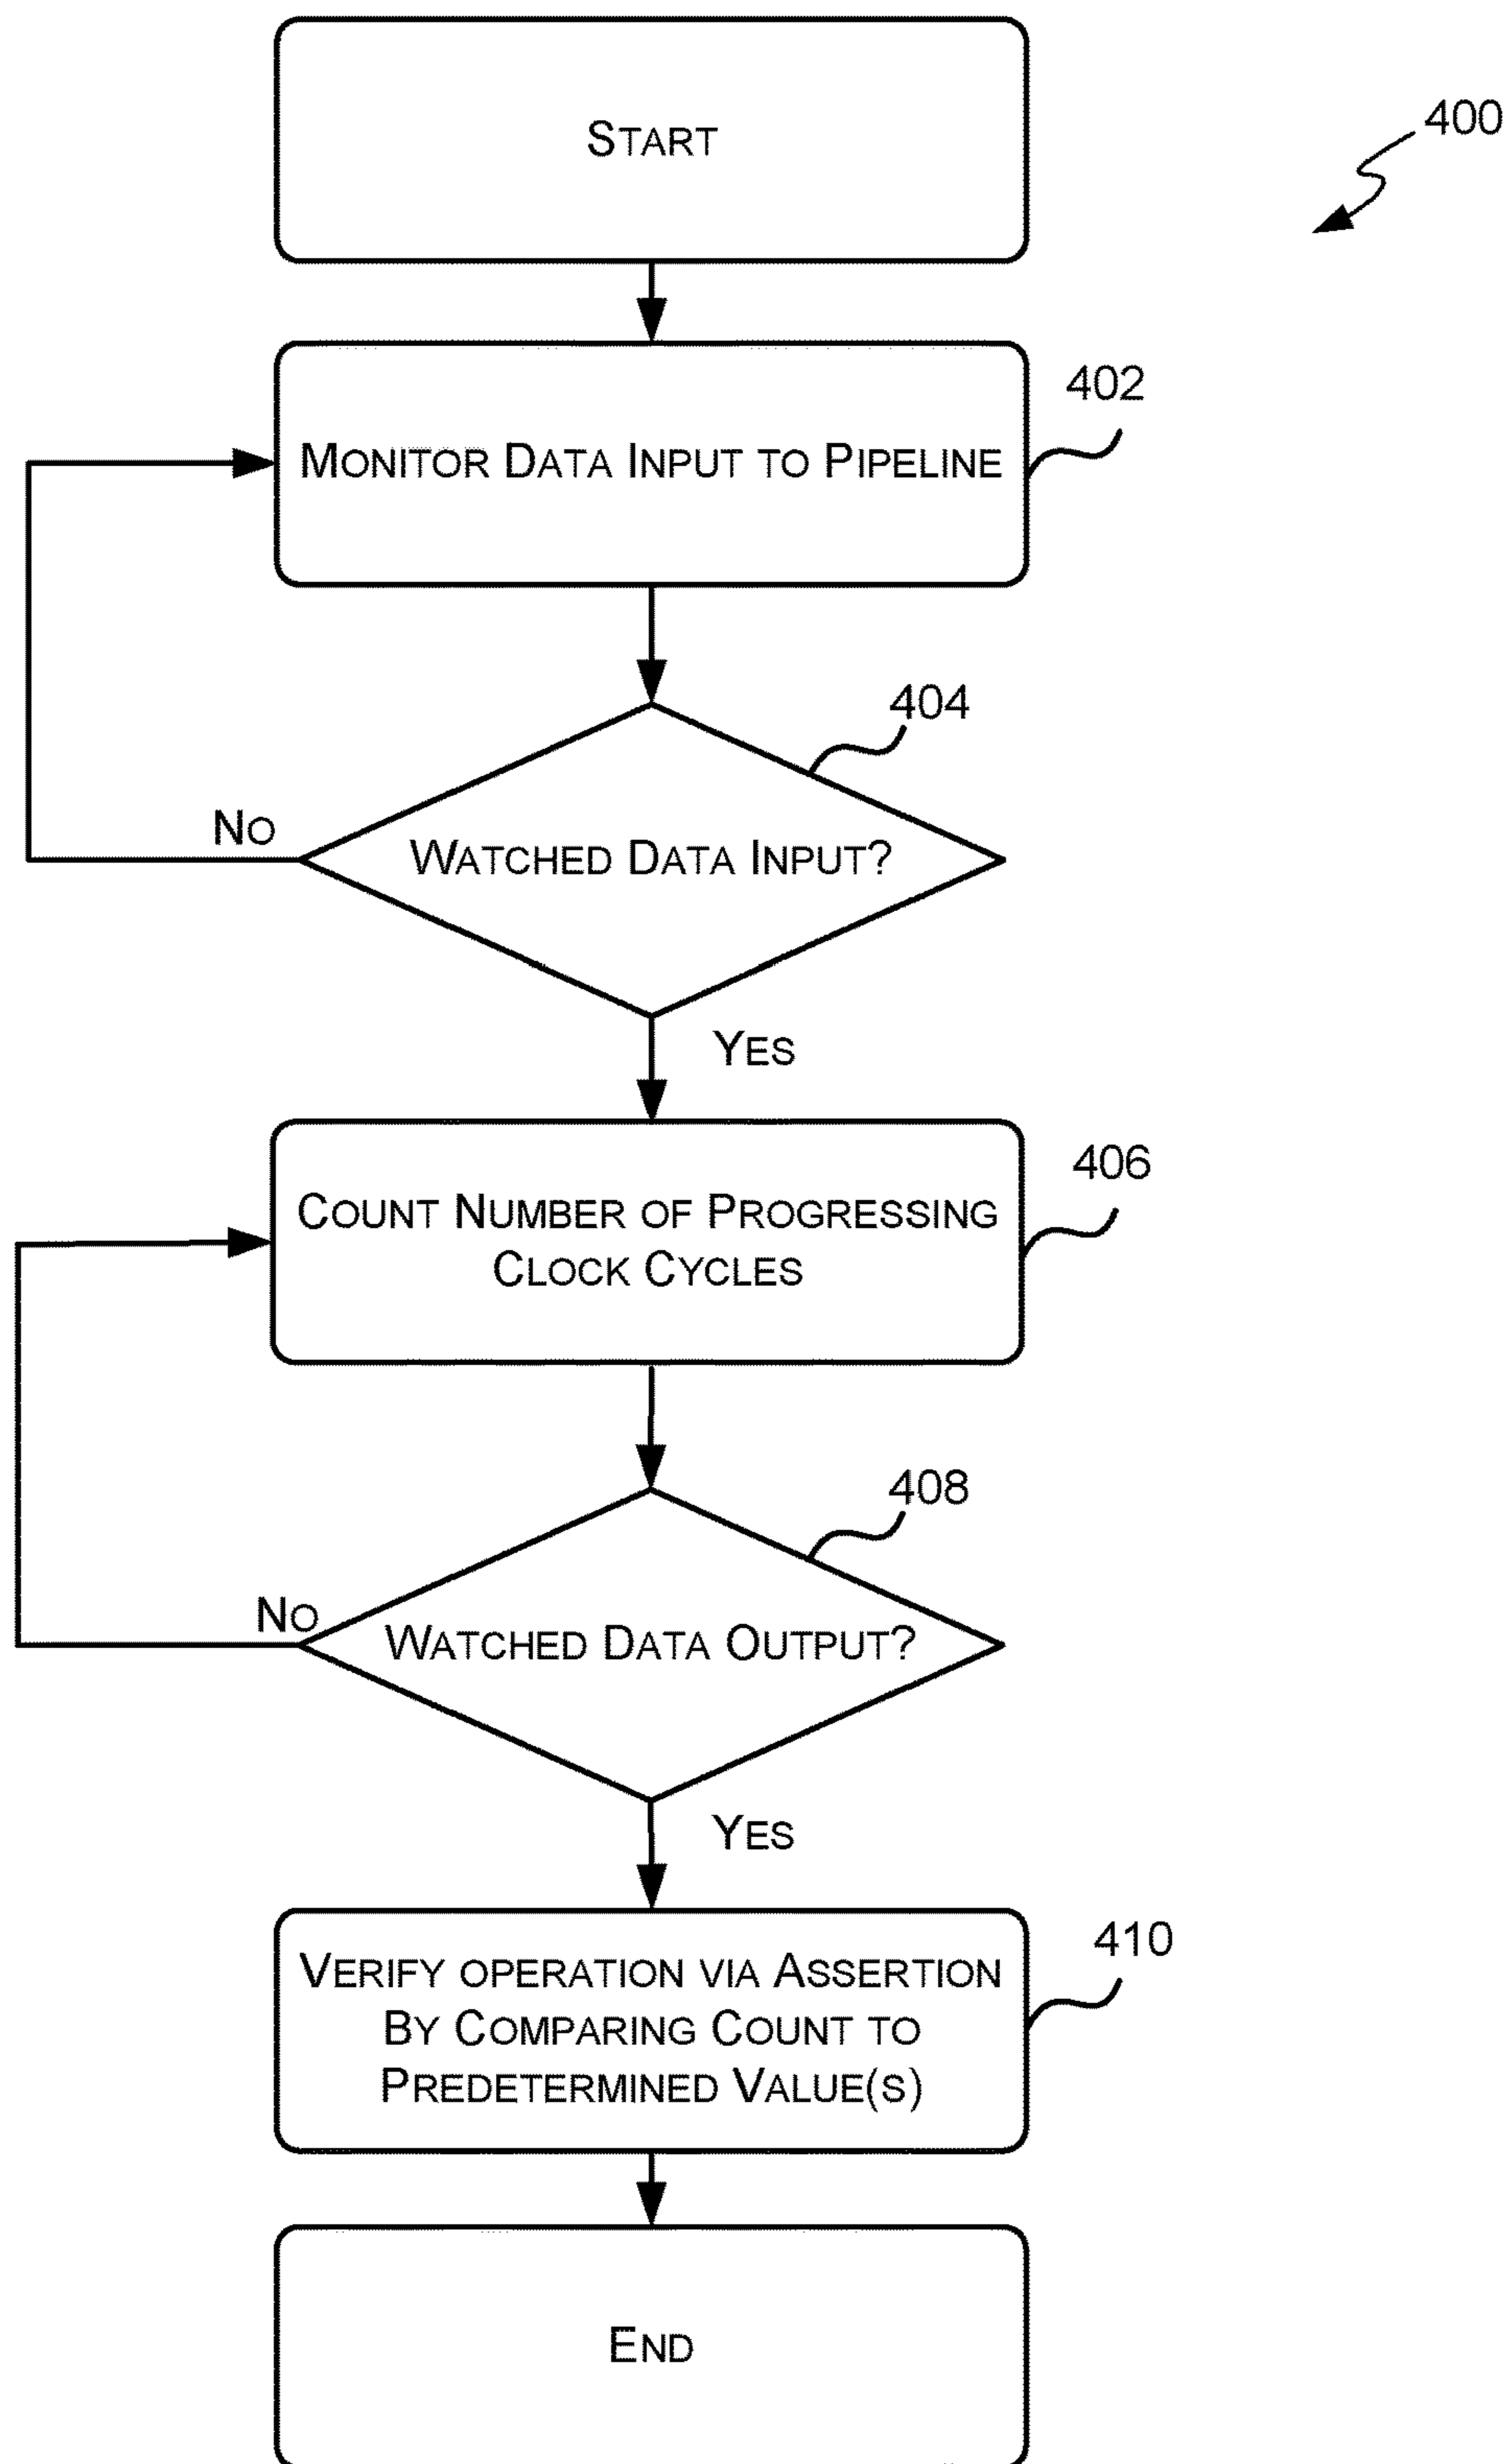 START
400
402
MONITOR DATA INPUT TO PIPELINE
404
NO
WATCHED DATA INPUT?
YES
406
COUNT NUMBER OF PROGRESSING
CLOCK CYCLES
408
NO
WATCHED DATA OUTPUT?
YES
410
VERIFY OPERATION VIA ASSERTION
BY COMPARING COUNT TO
PREDETERMINED VALUE(S)
END